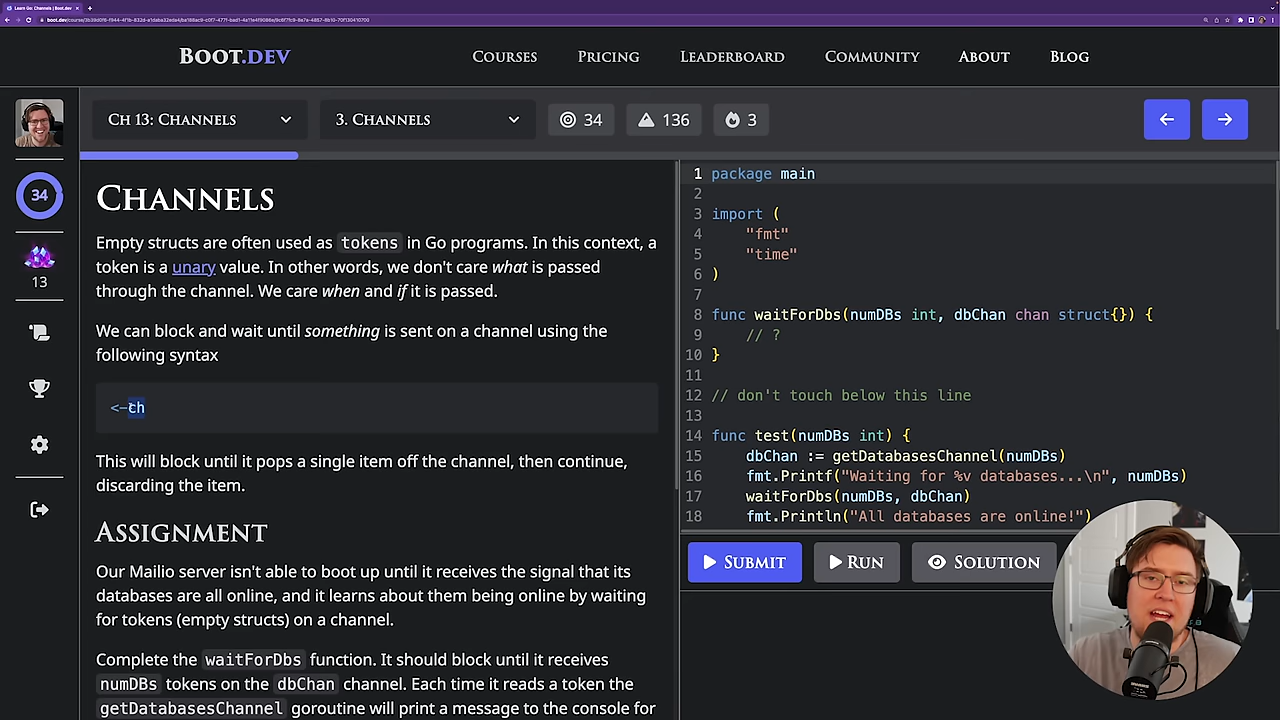 Learn Go: Channels | Boot.dev
BOOT.DEV
COURSES
PRICING
LEADERBOARD
COMMUNITY
ABOUT
BLOG
CH 13: CHANNELS
3. CHANNELS
34
136
3
34
13
CHANNELS
Empty structs are often used as tokens in Go programs. In this context, a
token is a unary value. In other words, we don't care what is passed
through the channel. We care when and if it is passed.
We can block and wait until something is sent on a channel using the
following syntax
<-ch
This will block until it pops a single item off the channel, then continue,
discarding the item.
ASSIGNMENT
Our Mailio server isn't able to boot up until it receives the signal that its
databases are all online, and it learns about them being online by waiting
for tokens (empty structs) on a channel.
Complete the waitForDbs function. It should block until it receives
numDBs tokens on the dbChan channel. Each time it reads a token the
getDatabasesChannel goroutine will print a message to the console for
1 package main
2
3 import (
4 "fmt"
5 "time"
6 )
7
8 func waitForDbs(numDBs int, dbChan chan struct{}) {
9 // ?
10 }
11
12 // don't touch below this line
13
14 func test(numDBs int) {
15 dbChan := getDatabasesChannel(numDBs)
16 fmt.Printf("Waiting for %v databases...\n", numDBs)
17 waitForDbs(numDBs, dbChan)
18 fmt.Println("All databases are online!")
SUBMIT
RUN
SOLUTION